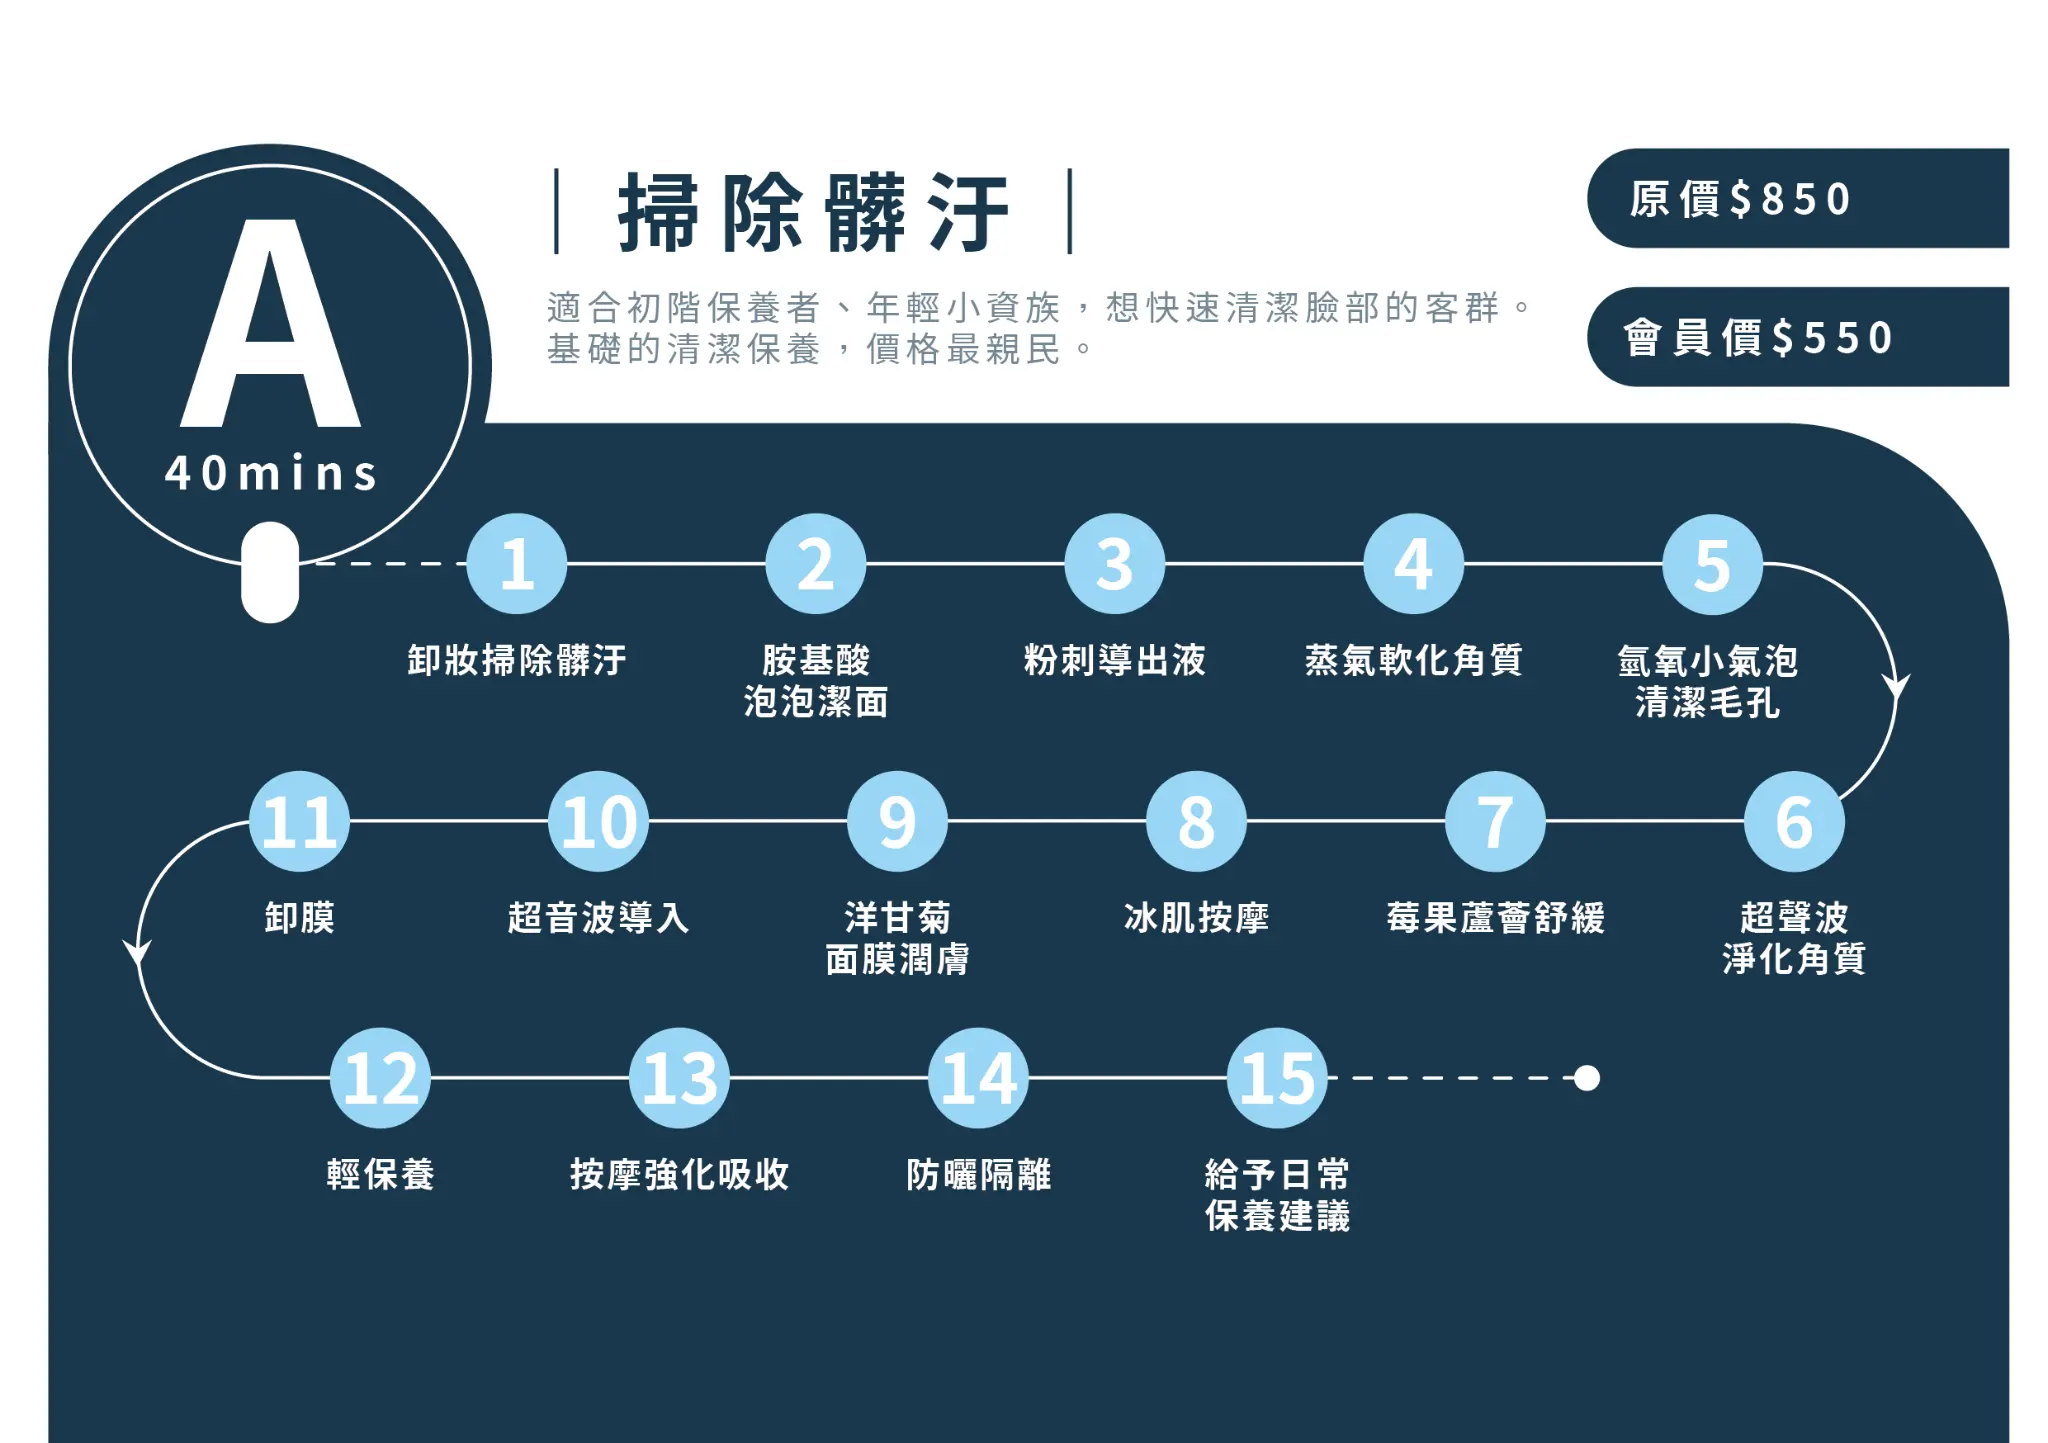 A
40mins
｜掃除髒汙｜
適合初階保養者、年輕小資族，想快速清潔臉部的客群。
基礎的清潔保養，價格最親民。
原價$850
會員價$550
1
卸妝掃除髒汙
2
胺基酸
泡泡潔面
3
粉刺導出液
4
蒸氣軟化角質
5
氫氧小氣泡
清潔毛孔
6
超聲波
淨化角質
7
莓果蘆薈舒緩
8
冰肌按摩
9
洋甘菊
面膜潤膚
10
超音波導入
11
卸膜
12
輕保養
13
按摩強化吸收
14
防曬隔離
15
給予日常
保養建議